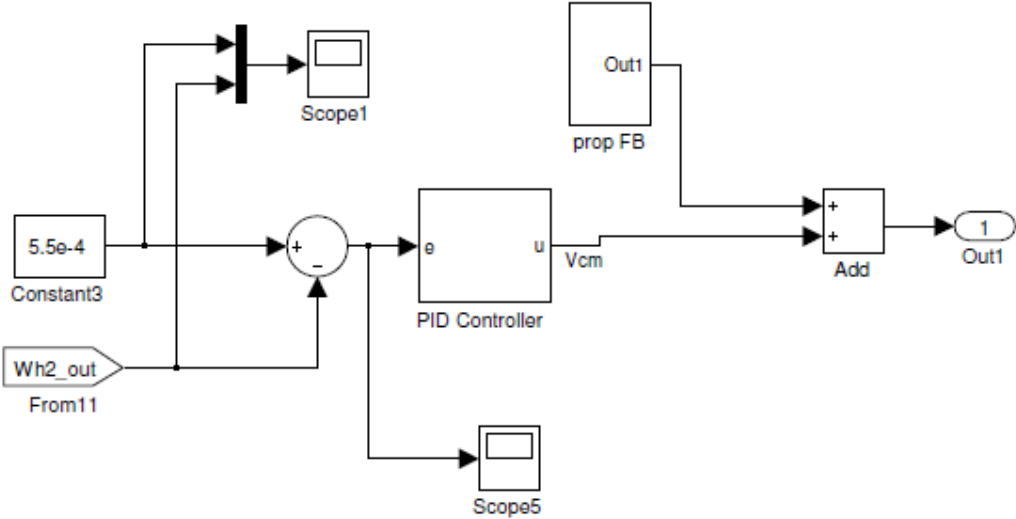 Scope1
Out1
prop FB
5.5e-4
Constant3
+
−
e
u
PID Controller
Vcm
+
+
Add
1
Out1
Wh2_out
From11
Scope5